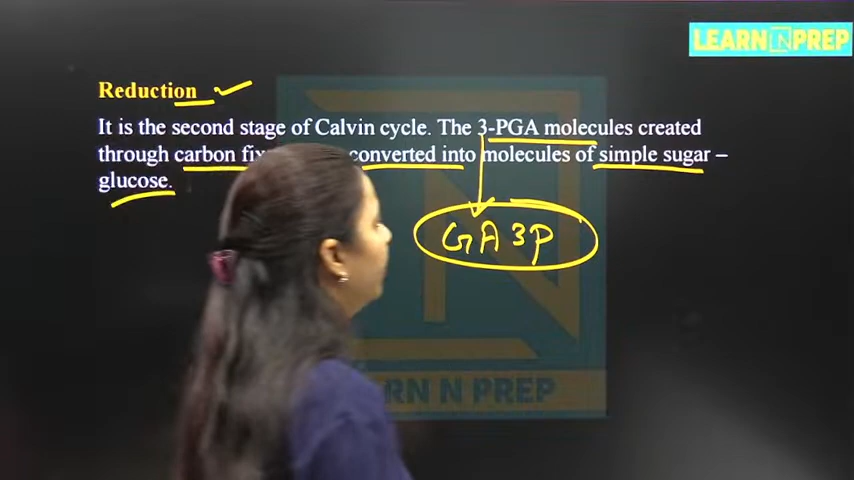 LEARN N PREP
Reduction
It is the second stage of Calvin cycle. The 3-PGA molecules created
through carbon converted into molecules of simple sugar –
glucose.
GA3P
RN N PREP